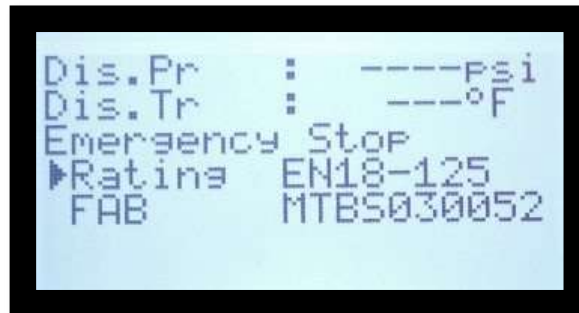 Dis.Pr : ----psi
Dis.Tr : ---°F
Emergency Stop
▶Rating EN18-125
FAB MTBS030052